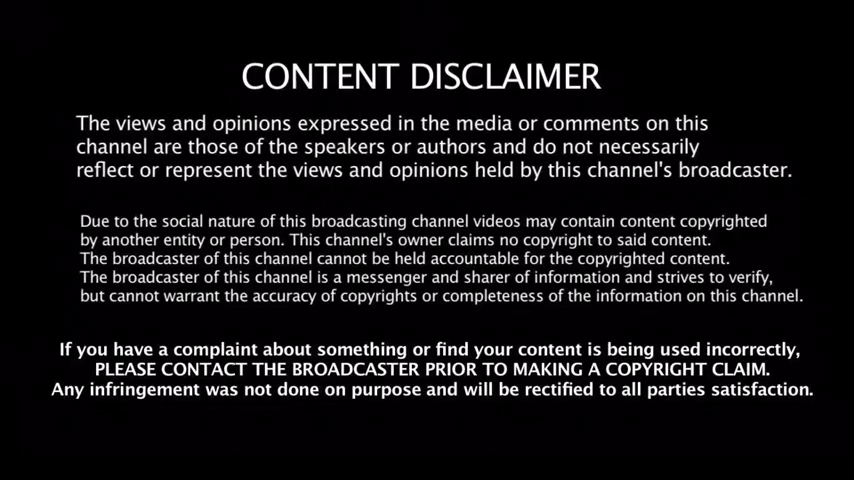 CONTENT DISCLAIMER
The views and opinions expressed in the media or comments on this
channel are those of the speakers or authors and do not necessarily
reflect or represent the views and opinions held by this channel's broadcaster.
Due to the social nature of this broadcasting channel videos may contain content copyrighted
by another entity or person. This channel's owner claims no copyright to said content.
The broadcaster of this channel cannot be held accountable for the copyrighted content.
The broadcaster of this channel is a messenger and sharer of information and strives to verify,
but cannot warrant the accuracy of copyrights or completeness of the information on this channel.
If you have a complaint about something or find your content is being used incorrectly,
PLEASE CONTACT THE BROADCASTER PRIOR TO MAKING A COPYRIGHT CLAIM.
Any infringement was not done on purpose and will be rectified to all parties satisfaction.